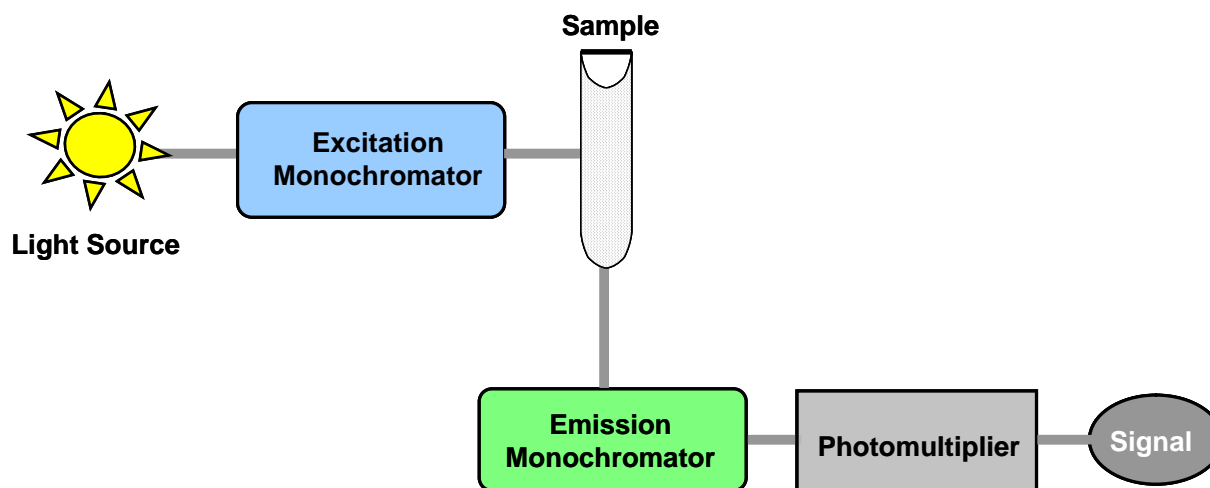 Sample
Excitation
Monochromator
Light Source
Emission
Monochromator
Photomultiplier
Signal